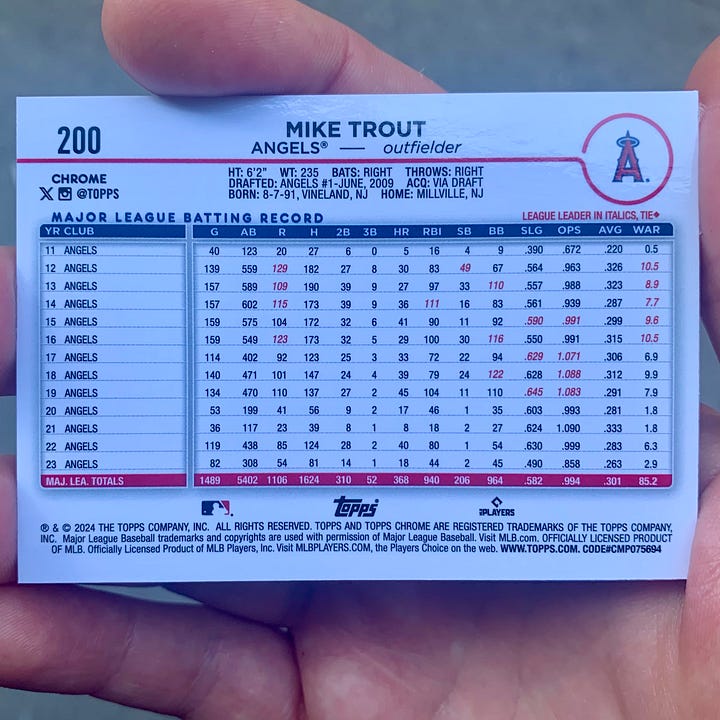 200
MIKE TROUT
ANGELS® — outfielder
A
CHROME
@TOPPS
HT: 6'2" WT: 235 BATS: RIGHT THROWS: RIGHT
DRAFTED: ANGELS #1-JUNE, 2009 ACQ: VIA DRAFT
BORN: 8-7-91, VINELAND, NJ HOME: MILLVILLE, NJ
MAJOR LEAGUE BATTING RECORD
LEAGUE LEADER IN ITALICS, TIE♦
YR CLUB G AB R H 2B 3B HR RBI SB BB SLG OPS AVG WAR
11 ANGELS 40 123 20 27 6 0 5 16 4 9 .390 .672 .220 0.5
12 ANGELS 139 559 129 182 27 8 30 83 49 67 .564 .963 .326 10.5
13 ANGELS 157 589 109 190 39 9 27 97 33 110 .557 .988 .323 8.9
14 ANGELS 157 602 115 173 39 9 36 111 16 83 .561 .939 .287 7.7
15 ANGELS 159 575 104 172 32 6 41 90 11 92 .590 .991 .299 9.6
16 ANGELS 159 549 123 173 32 5 29 100 30 116 .550 .991 .315 10.5
17 ANGELS 114 402 92 123 25 3 33 72 22 94 .629 1.071 .306 6.9
18 ANGELS 140 471 101 147 24 4 39 79 24 122 .628 1.088 .312 9.9
19 ANGELS 134 470 110 137 27 2 45 104 11 110 .645 1.083 .291 7.9
20 ANGELS 53 199 41 56 9 2 17 46 1 35 .603 .993 .281 1.8
21 ANGELS 36 117 23 39 8 1 8 18 2 27 .624 1.090 .333 1.8
22 ANGELS 119 438 85 124 28 2 40 80 1 54 .630 .999 .283 6.3
23 ANGELS 82 308 54 81 14 1 18 44 2 45 .490 .858 .263 2.9
MAJ. LEA. TOTALS 1489 5402 1106 1624 310 52 368 940 206 964 .582 .994 .301 85.2
topps
PLAYERS
® & © 2024 THE TOPPS COMPANY, INC. ALL RIGHTS RESERVED. TOPPS AND TOPPS CHROME ARE REGISTERED TRADEMARKS OF THE TOPPS COMPANY,
INC. Major League Baseball trademarks and copyrights are used with permission of Major League Baseball. Visit MLB.com. OFFICIALLY LICENSED PRODUCT
OF MLB. Officially Licensed Product of MLB Players, Inc. Visit MLBPLAYERS.COM, the Players Choice on the web. WWW.TOPPS.COM. CODE#CMP075694